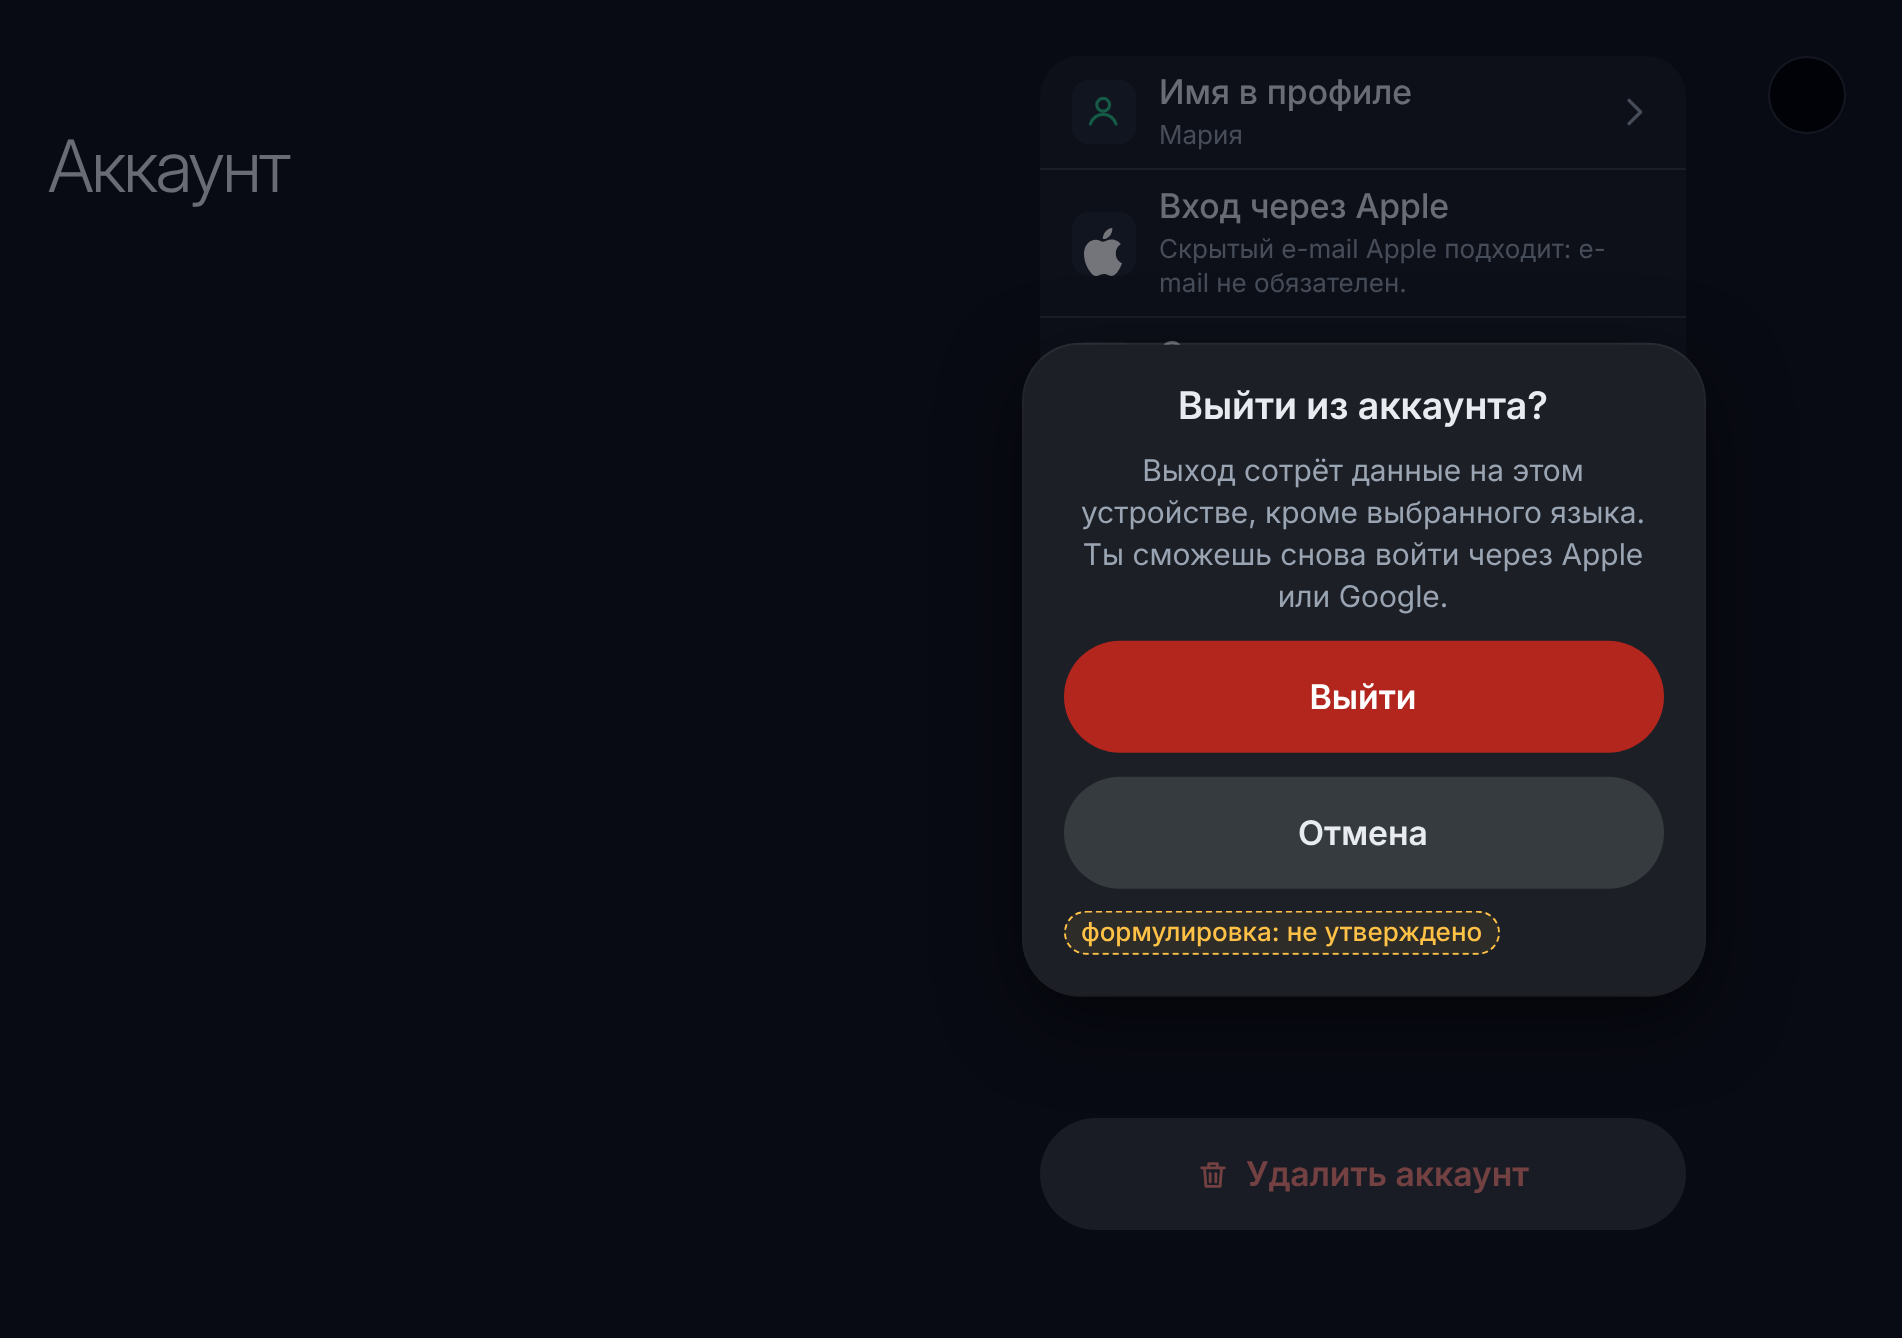 Аккаунт
Имя в профиле
Мария
Вход через Apple
Скрытый e-mail Apple подходит: e-
mail не обязателен.
Выйти из аккаунта?
Выход сотрёт данные на этом
устройстве, кроме выбранного языка.
Ты сможешь снова войти через Apple
или Google.
Выйти
Отмена
формулировка: не утверждено
Удалить аккаунт